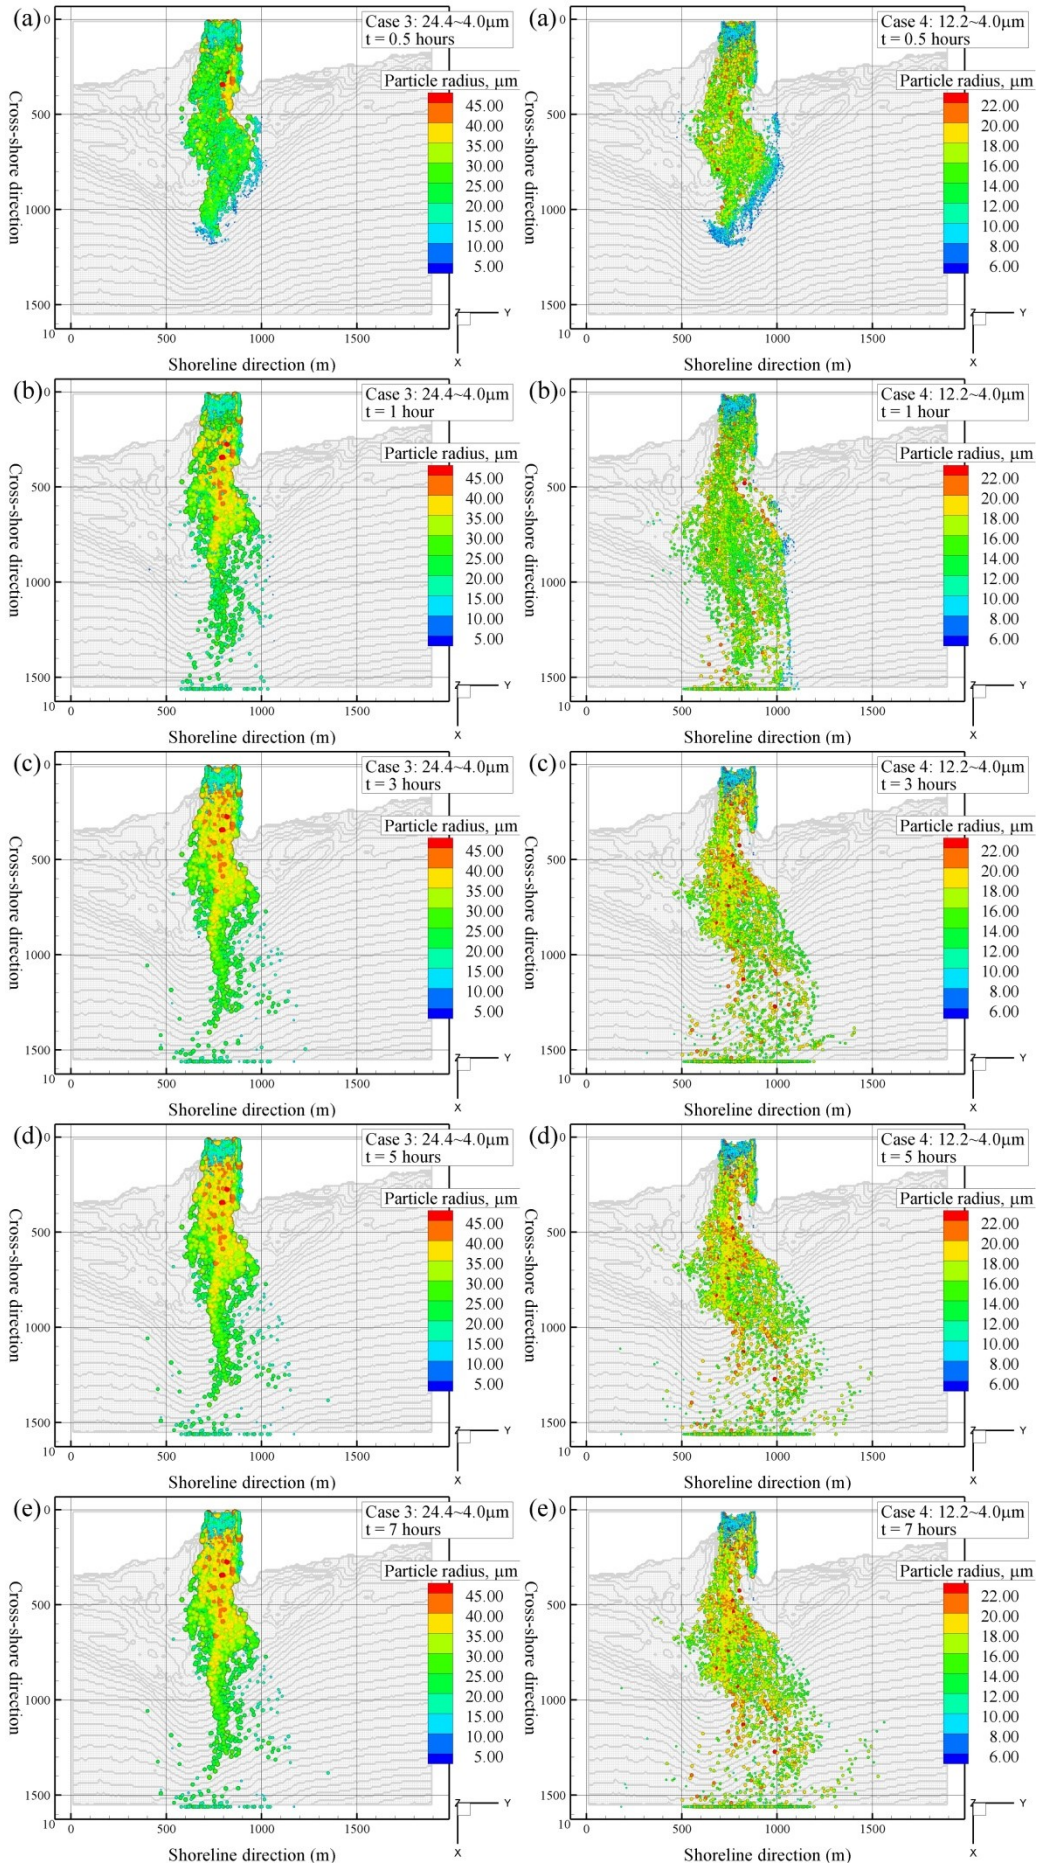 (a)
Case 3: 24.4~4.0μm
t = 0.5 hours
Particle radius, μm
45.00
40.00
35.00
30.00
25.00
20.00
15.00
10.00
5.00
Cross-shore direction
0
500
1000
1500
10
0 500 1000 1500
Z Y
X
Shoreline direction (m)
(a)
Case 4: 12.2~4.0μm
t = 0.5 hours
Particle radius, μm
22.00
20.00
18.00
16.00
14.00
12.00
10.00
8.00
6.00
Cross-shore direction
0
500
1000
1500
10
0 500 1000 1500
Z Y
X
Shoreline direction (m)
(b)
Case 3: 24.4~4.0μm
t = 1 hour
Particle radius, μm
45.00
40.00
35.00
30.00
25.00
20.00
15.00
10.00
5.00
Cross-shore direction
0
500
1000
1500
10
0 500 1000 1500
Z Y
X
Shoreline direction (m)
(b)
Case 4: 12.2~4.0μm
t = 1 hour
Particle radius, μm
22.00
20.00
18.00
16.00
14.00
12.00
10.00
8.00
6.00
Cross-shore direction
0
500
1000
1500
10
0 500 1000 1500
Z Y
X
Shoreline direction (m)
(c)
Case 3: 24.4~4.0μm
t = 3 hours
Particle radius, μm
45.00
40.00
35.00
30.00
25.00
20.00
15.00
10.00
5.00
Cross-shore direction
0
500
1000
1500
10
0 500 1000 1500
Z Y
X
Shoreline direction (m)
(c)
Case 4: 12.2~4.0μm
t = 3 hours
Particle radius, μm
22.00
20.00
18.00
16.00
14.00
12.00
10.00
8.00
6.00
Cross-shore direction
0
500
1000
1500
10
0 500 1000 1500
Z Y
X
Shoreline direction (m)
(d)
Case 3: 24.4~4.0μm
t = 5 hours
Particle radius, μm
45.00
40.00
35.00
30.00
25.00
20.00
15.00
10.00
5.00
Cross-shore direction
0
500
1000
1500
10
0 500 1000 1500
Z Y
X
Shoreline direction (m)
(d)
Case 4: 12.2~4.0μm
t = 5 hours
Particle radius, μm
22.00
20.00
18.00
16.00
14.00
12.00
10.00
8.00
6.00
Cross-shore direction
0
500
1000
1500
10
0 500 1000 1500
Z Y
X
Shoreline direction (m)
(e)
Case 3: 24.4~4.0μm
t = 7 hours
Particle radius, μm
45.00
40.00
35.00
30.00
25.00
20.00
15.00
10.00
5.00
Cross-shore direction
0
500
1000
1500
10
0 500 1000 1500
Z Y
X
Shoreline direction (m)
(e)
Case 4: 12.2~4.0μm
t = 7 hours
Particle radius, μm
22.00
20.00
18.00
16.00
14.00
12.00
10.00
8.00
6.00
Cross-shore direction
0
500
1000
1500
10
0 500 1000 1500
Z Y
X
Shoreline direction (m)